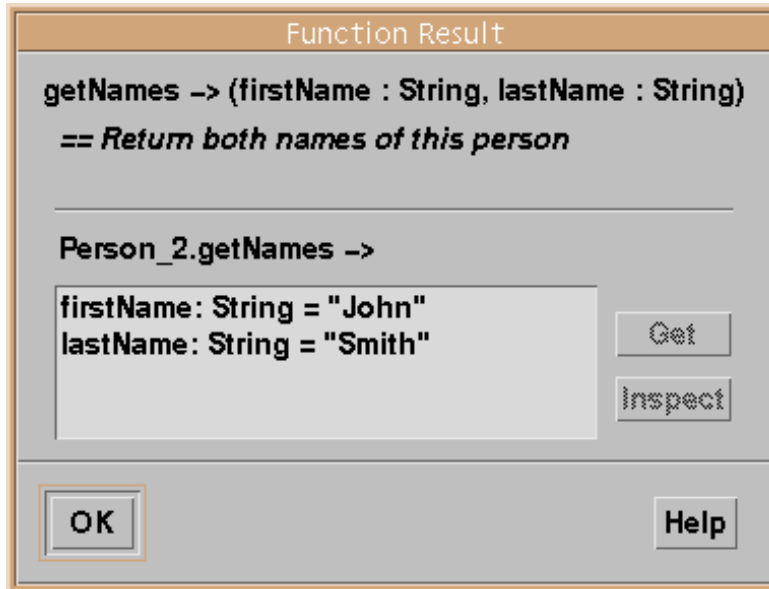 Function Result
getNames -> (firstName : String, lastName : String)
== Return both names of this person
Person_2.getNames ->
firstName: String = "John"
lastName: String = "Smith"
Get
Inspect
OK
Help